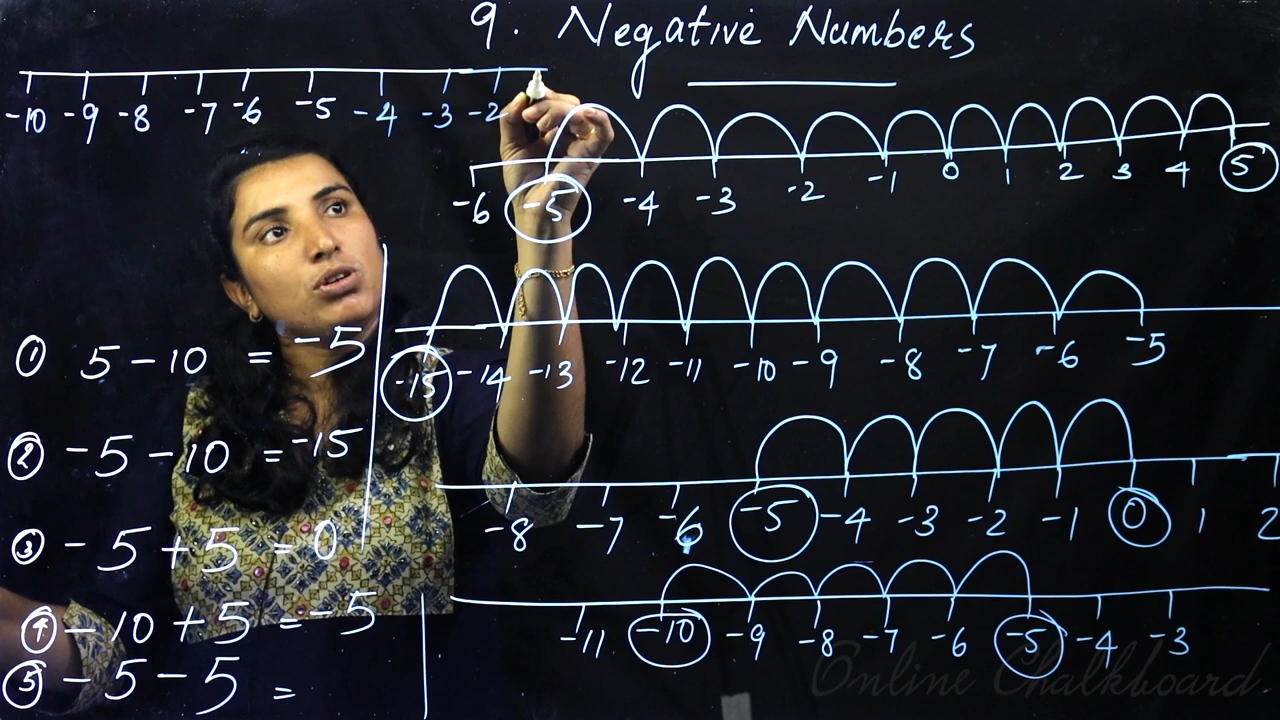 9. Negative Numbers
-10 -9 -8 -7 -6 -5 -4 -3 -2
-6 -5 -4 -3 -2 -1 0 1 2 3 4 5
-15 -14 -13 -12 -11 -10 -9 -8 -7 -6 -5
-8 -7 -6 -5 -4 -3 -2 -1 0 1 2
-11 -10 -9 -8 -7 -6 -5 -4 -3
① 5 - 10 = -5
② -5 - 10 = -15
③ -5 + 5 = 0
④ -10 + 5 = -5
⑤ -5 - 5 =
Online Chalkboard